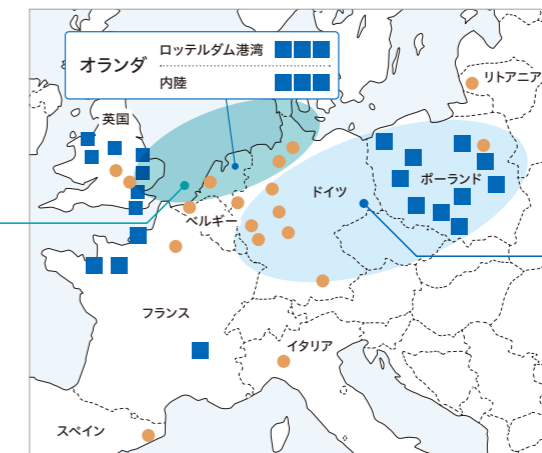 オランダ
ロッテルダム港湾
内陸
リトアニア
英国
ドイツ
ポーランド
ベルギー
フランス
イタリア
スペイン